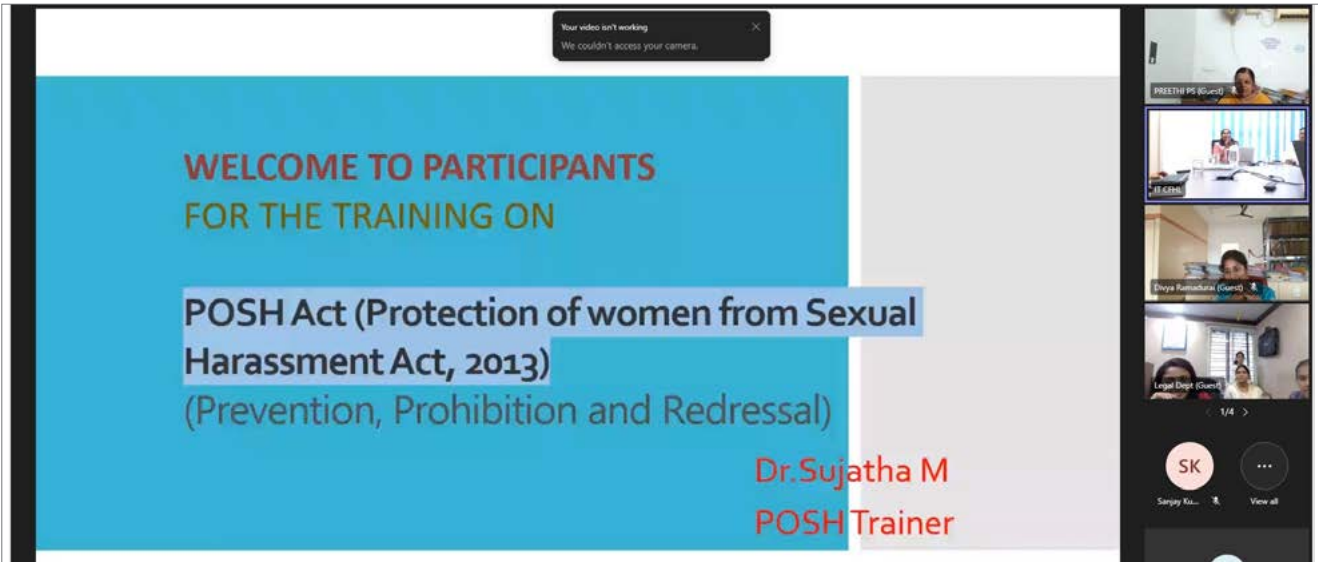 Your video isn't working
We couldn't access your camera.
WELCOME TO PARTICIPANTS
FOR THE TRAINING ON
POSH Act (Protection of women from Sexual
Harassment Act, 2013)
(Prevention, Prohibition and Redressal)
Dr.Sujatha M
POSH Trainer
PREETHI PS (Guest)
IT CFHL
Divya Ramadurai (Guest)
Legal Dept (Guest)
1/4
SK
Sanjay Ku...
View all